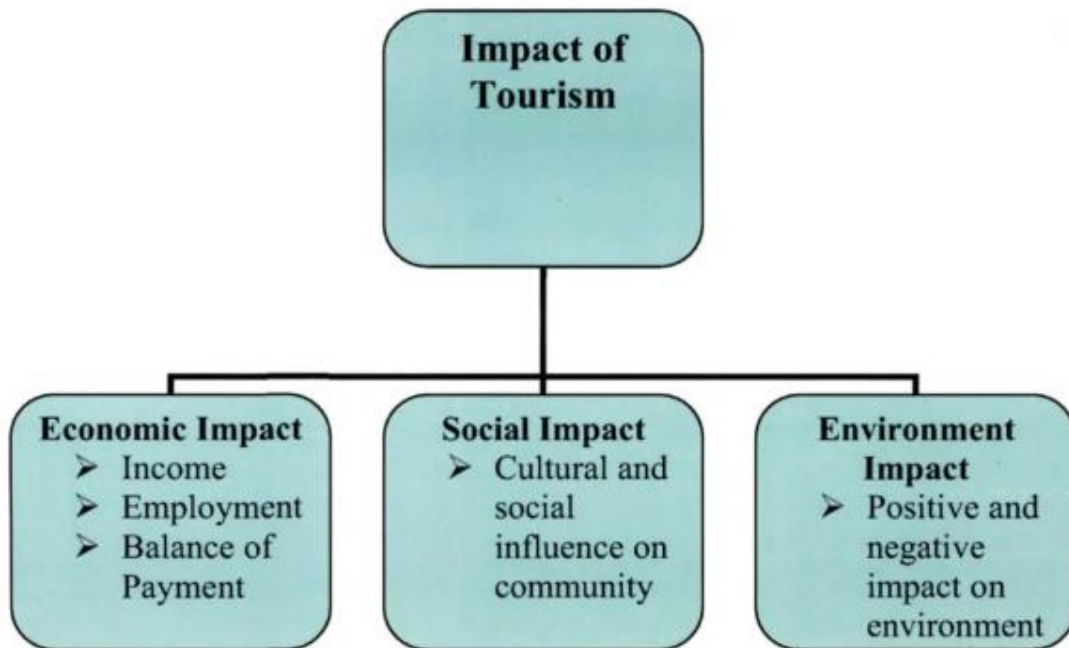 Impact of
Tourism
Economic Impact
➢ Income
➢ Employment
➢ Balance of
Payment
Social Impact
➢ Cultural and
social
influence on
community
Environment
Impact
➢ Positive and
negative
impact on
environment